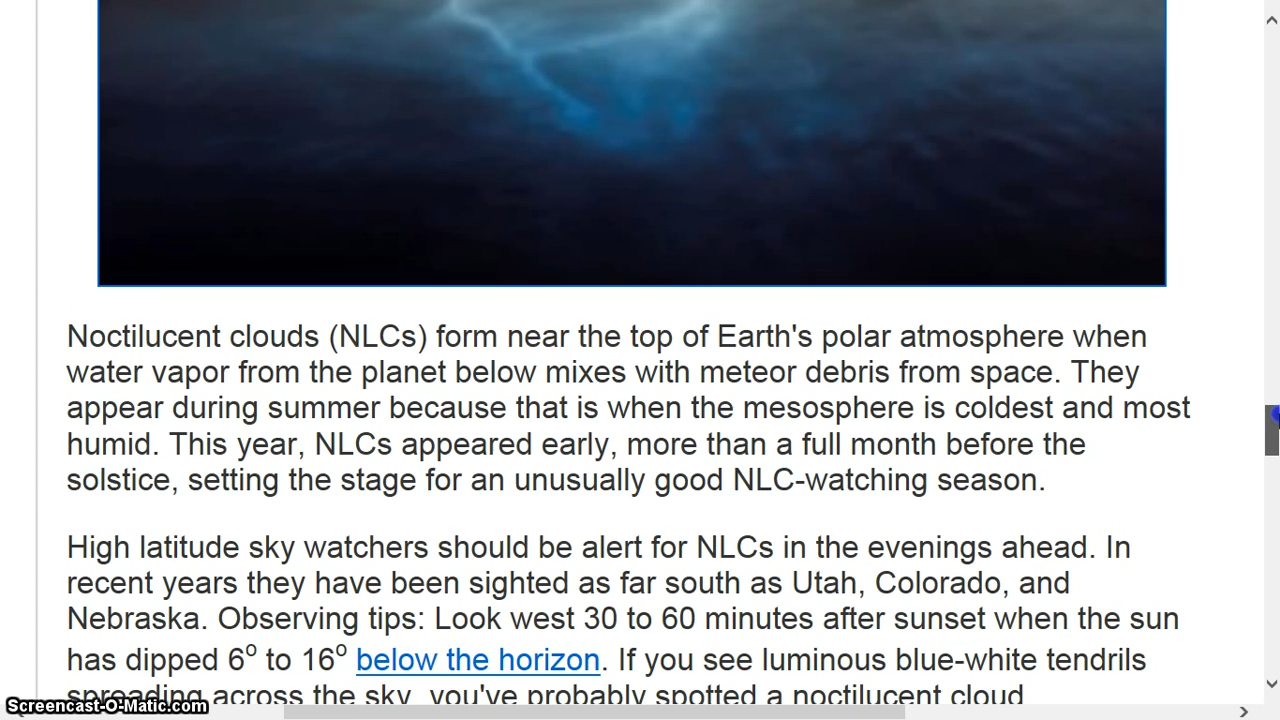 Noctilucent clouds (NLCs) form near the top of Earth's polar atmosphere when
water vapor from the planet below mixes with meteor debris from space. They
appear during summer because that is when the mesosphere is coldest and most
humid. This year, NLCs appeared early, more than a full month before the
solstice, setting the stage for an unusually good NLC-watching season.
High latitude sky watchers should be alert for NLCs in the evenings ahead. In
recent years they have been sighted as far south as Utah, Colorado, and
Nebraska. Observing tips: Look west 30 to 60 minutes after sunset when the sun
has dipped 6º to 16º below the horizon. If you see luminous blue-white tendrils
spreading across the sky, you've probably spotted a noctilucent cloud
Screencast-O-Matic.com